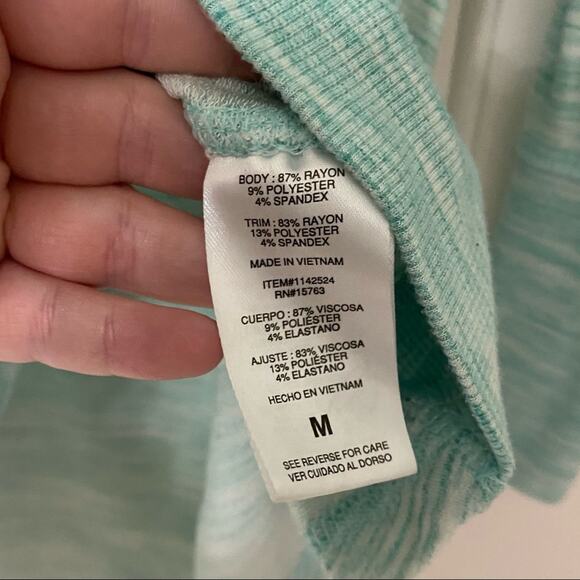 BODY : 87% RAYON
9% POLYESTER
4% SPANDEX
TRIM : 83% RAYON
13% POLYESTER
4% SPANDEX
MADE IN VIETNAM
ITEM#1142524
RN#15763
CUERPO : 87% VISCOSA
9% POLIÉSTER
4% ELASTANO
AJUSTE : 83% VISCOSA
13% POLIÉSTER
4% ELASTANO
HECHO EN VIETNAM
M
SEE REVERSE FOR CARE
VER CUIDADO AL DORSO